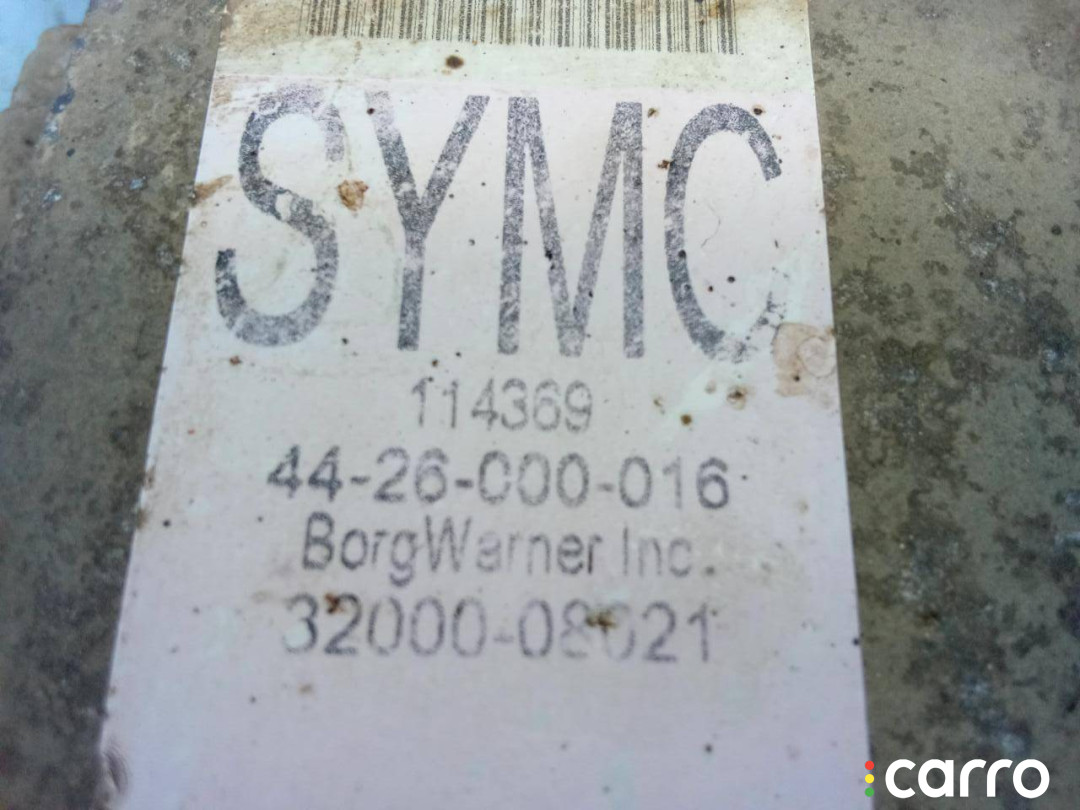 SYMC
114369
44-26-000-016
BorgWarner Inc.
32000-08021
carro